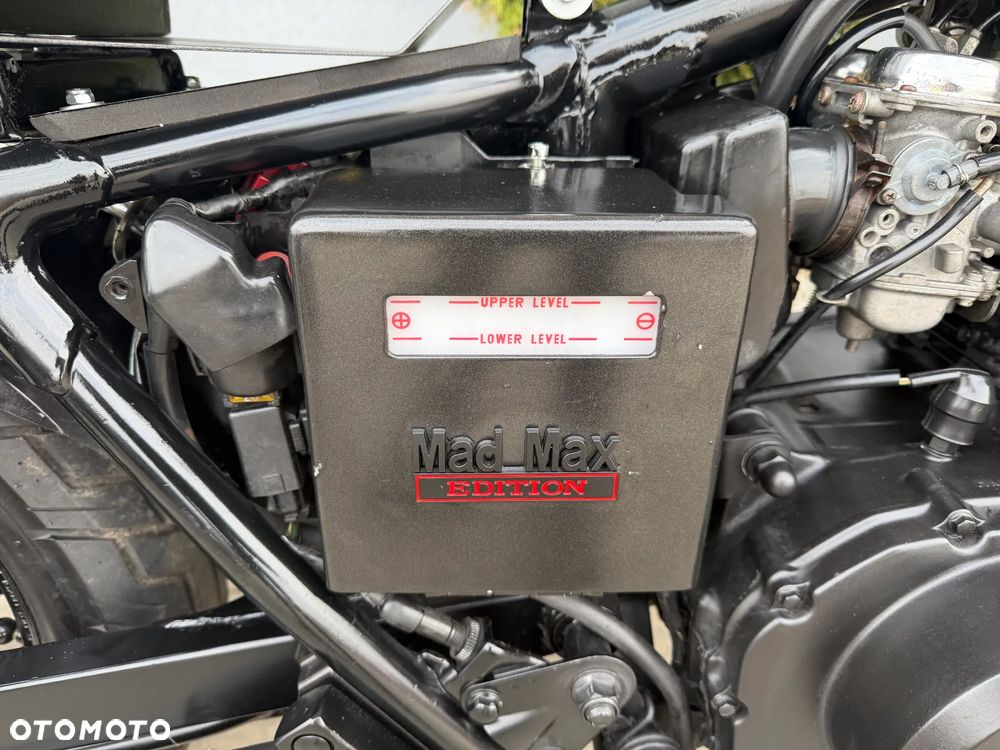 UPPER LEVEL
⊕ ⊖
LOWER LEVEL
Mad Max
EDITION
OTOMOTO